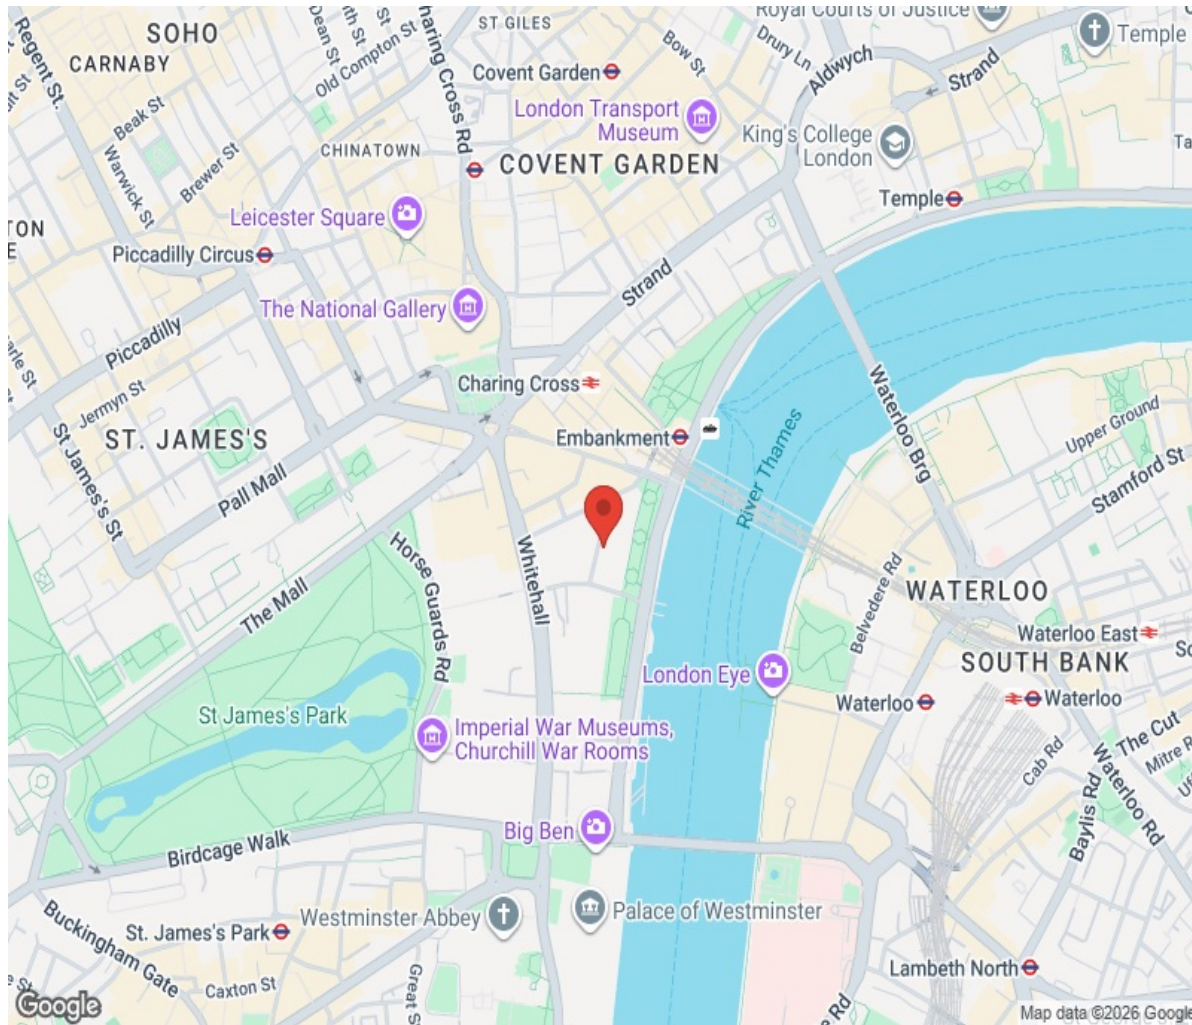 SOHO
CARNABY
Regent St.
Beak St
Warwick St
Brewer St
Dean St
Old Compton St
haring Cross Rd
ST GILES
Covent Garden
Bow St
Drury Ln
Royal Courts of Justice
Aldwych
Strand
Temple
London Transport
Museum
King's College
London
CHINATOWN
COVENT GARDEN
Temple
Leicester Square
Piccadilly Circus
The National Gallery
Strand
Piccadilly
Jermyn St
Charing Cross
ST. JAMES'S
St James's St
Pall Mall
Embankment
River Thames
Waterloo Brg
Upper Ground
Stamford St
The Mall
Horse Guards Rd
Whitehall
Belvedere Rd
WATERLOO
Waterloo East
SOUTH BANK
London Eye
Waterloo
Waterloo
St James's Park
Imperial War Museums,
Churchill War Rooms
Cab Rd
The Cut
Mitre R
Waterloo Rd
Baylis Rd
Big Ben
Birdcage Walk
Westminster Abbey
Palace of Westminster
Buckingham Gate
St. James's Park
Caxton St
Great S
Lambeth North
Google
Map data ©2026 Google